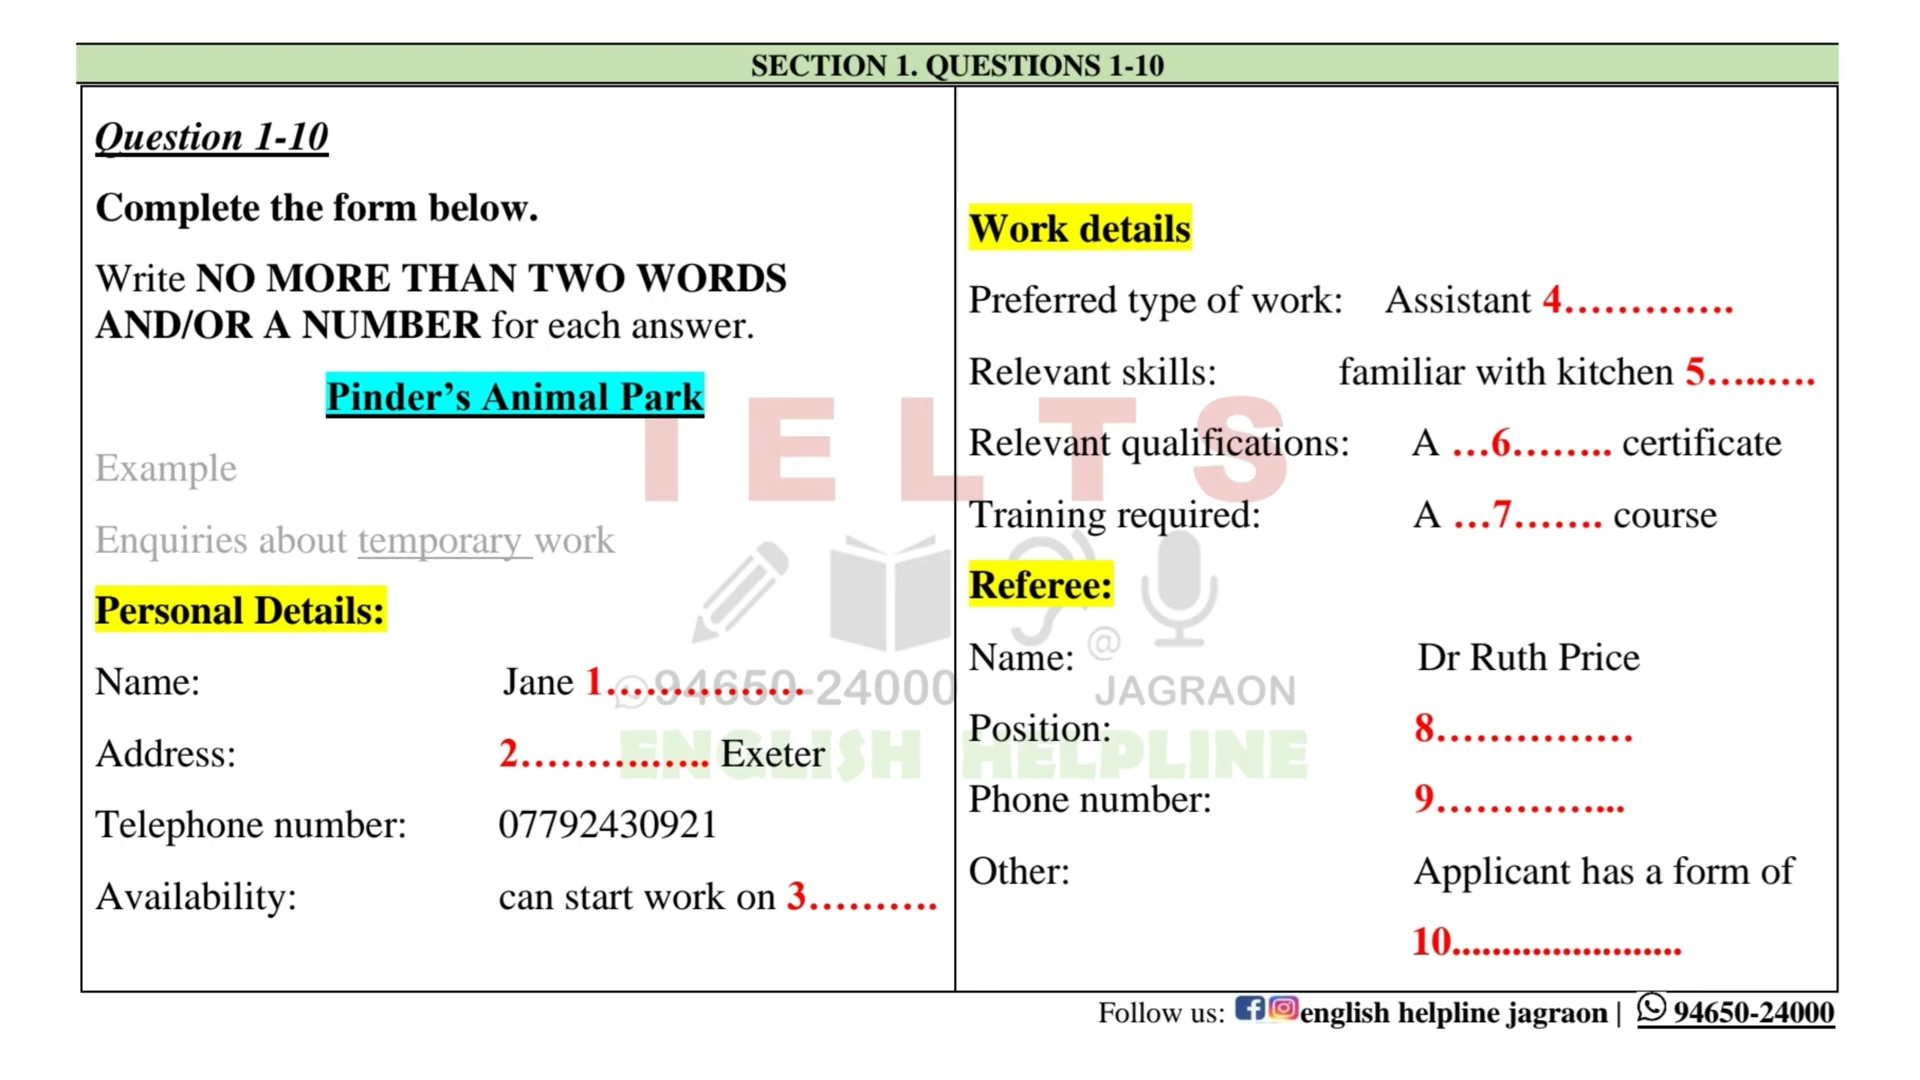 SECTION 1. QUESTIONS 1-10
Question 1-10
Complete the form below.
Write NO MORE THAN TWO WORDS
AND/OR A NUMBER for each answer.
Pinder’s Animal Park
Example
Enquiries about temporary work
Personal Details:
Name: Jane 1……………
Address: 2……….….. Exeter
Telephone number: 07792430921
Availability: can start work on 3……….
Work details
Preferred type of work: Assistant 4………….
Relevant skills: familiar with kitchen 5…..….
Relevant qualifications: A …6…….. certificate
Training required: A …7……. course
Referee:
Name: Dr Ruth Price
Position: 8……………
Phone number: 9…………...
Other: Applicant has a form of
10.......................
IELTS
@
94650-24000 JAGRAON
ENGLISH HELPLINE
Follow us: english helpline jagraon | 94650-24000